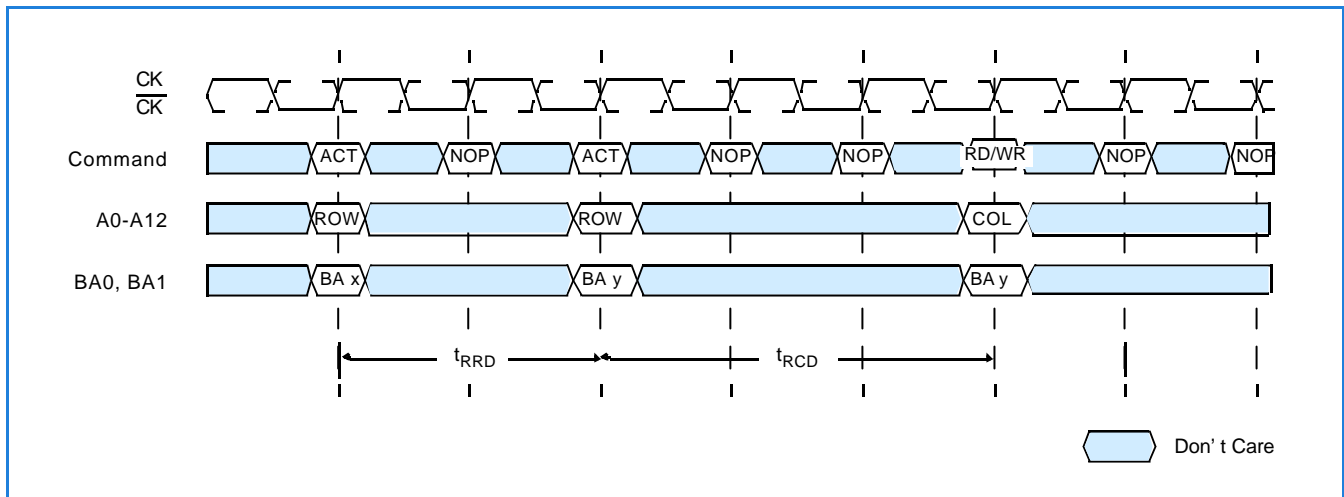 CK
CK
Command
ACT
NOP
ACT
NOP
NOP
RD/WR
NOP
NOP
A0-A12
ROW
ROW
COL
BA0, BA1
BA x
BA y
BA y
tRRD
tRCD
Don' t Care